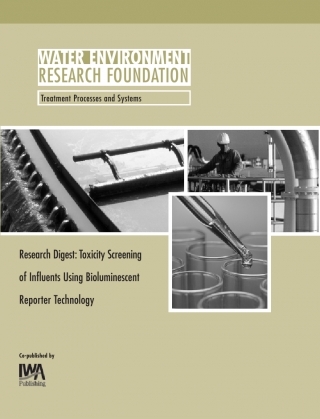 WATER ENVIRONMENT
RESEARCH FOUNDATION
Treatment Processes and Systems
Research Digest: Toxicity Screening
of Influents Using Bioluminescent
Reporter Technology
Co-published by
IWA
Publishing